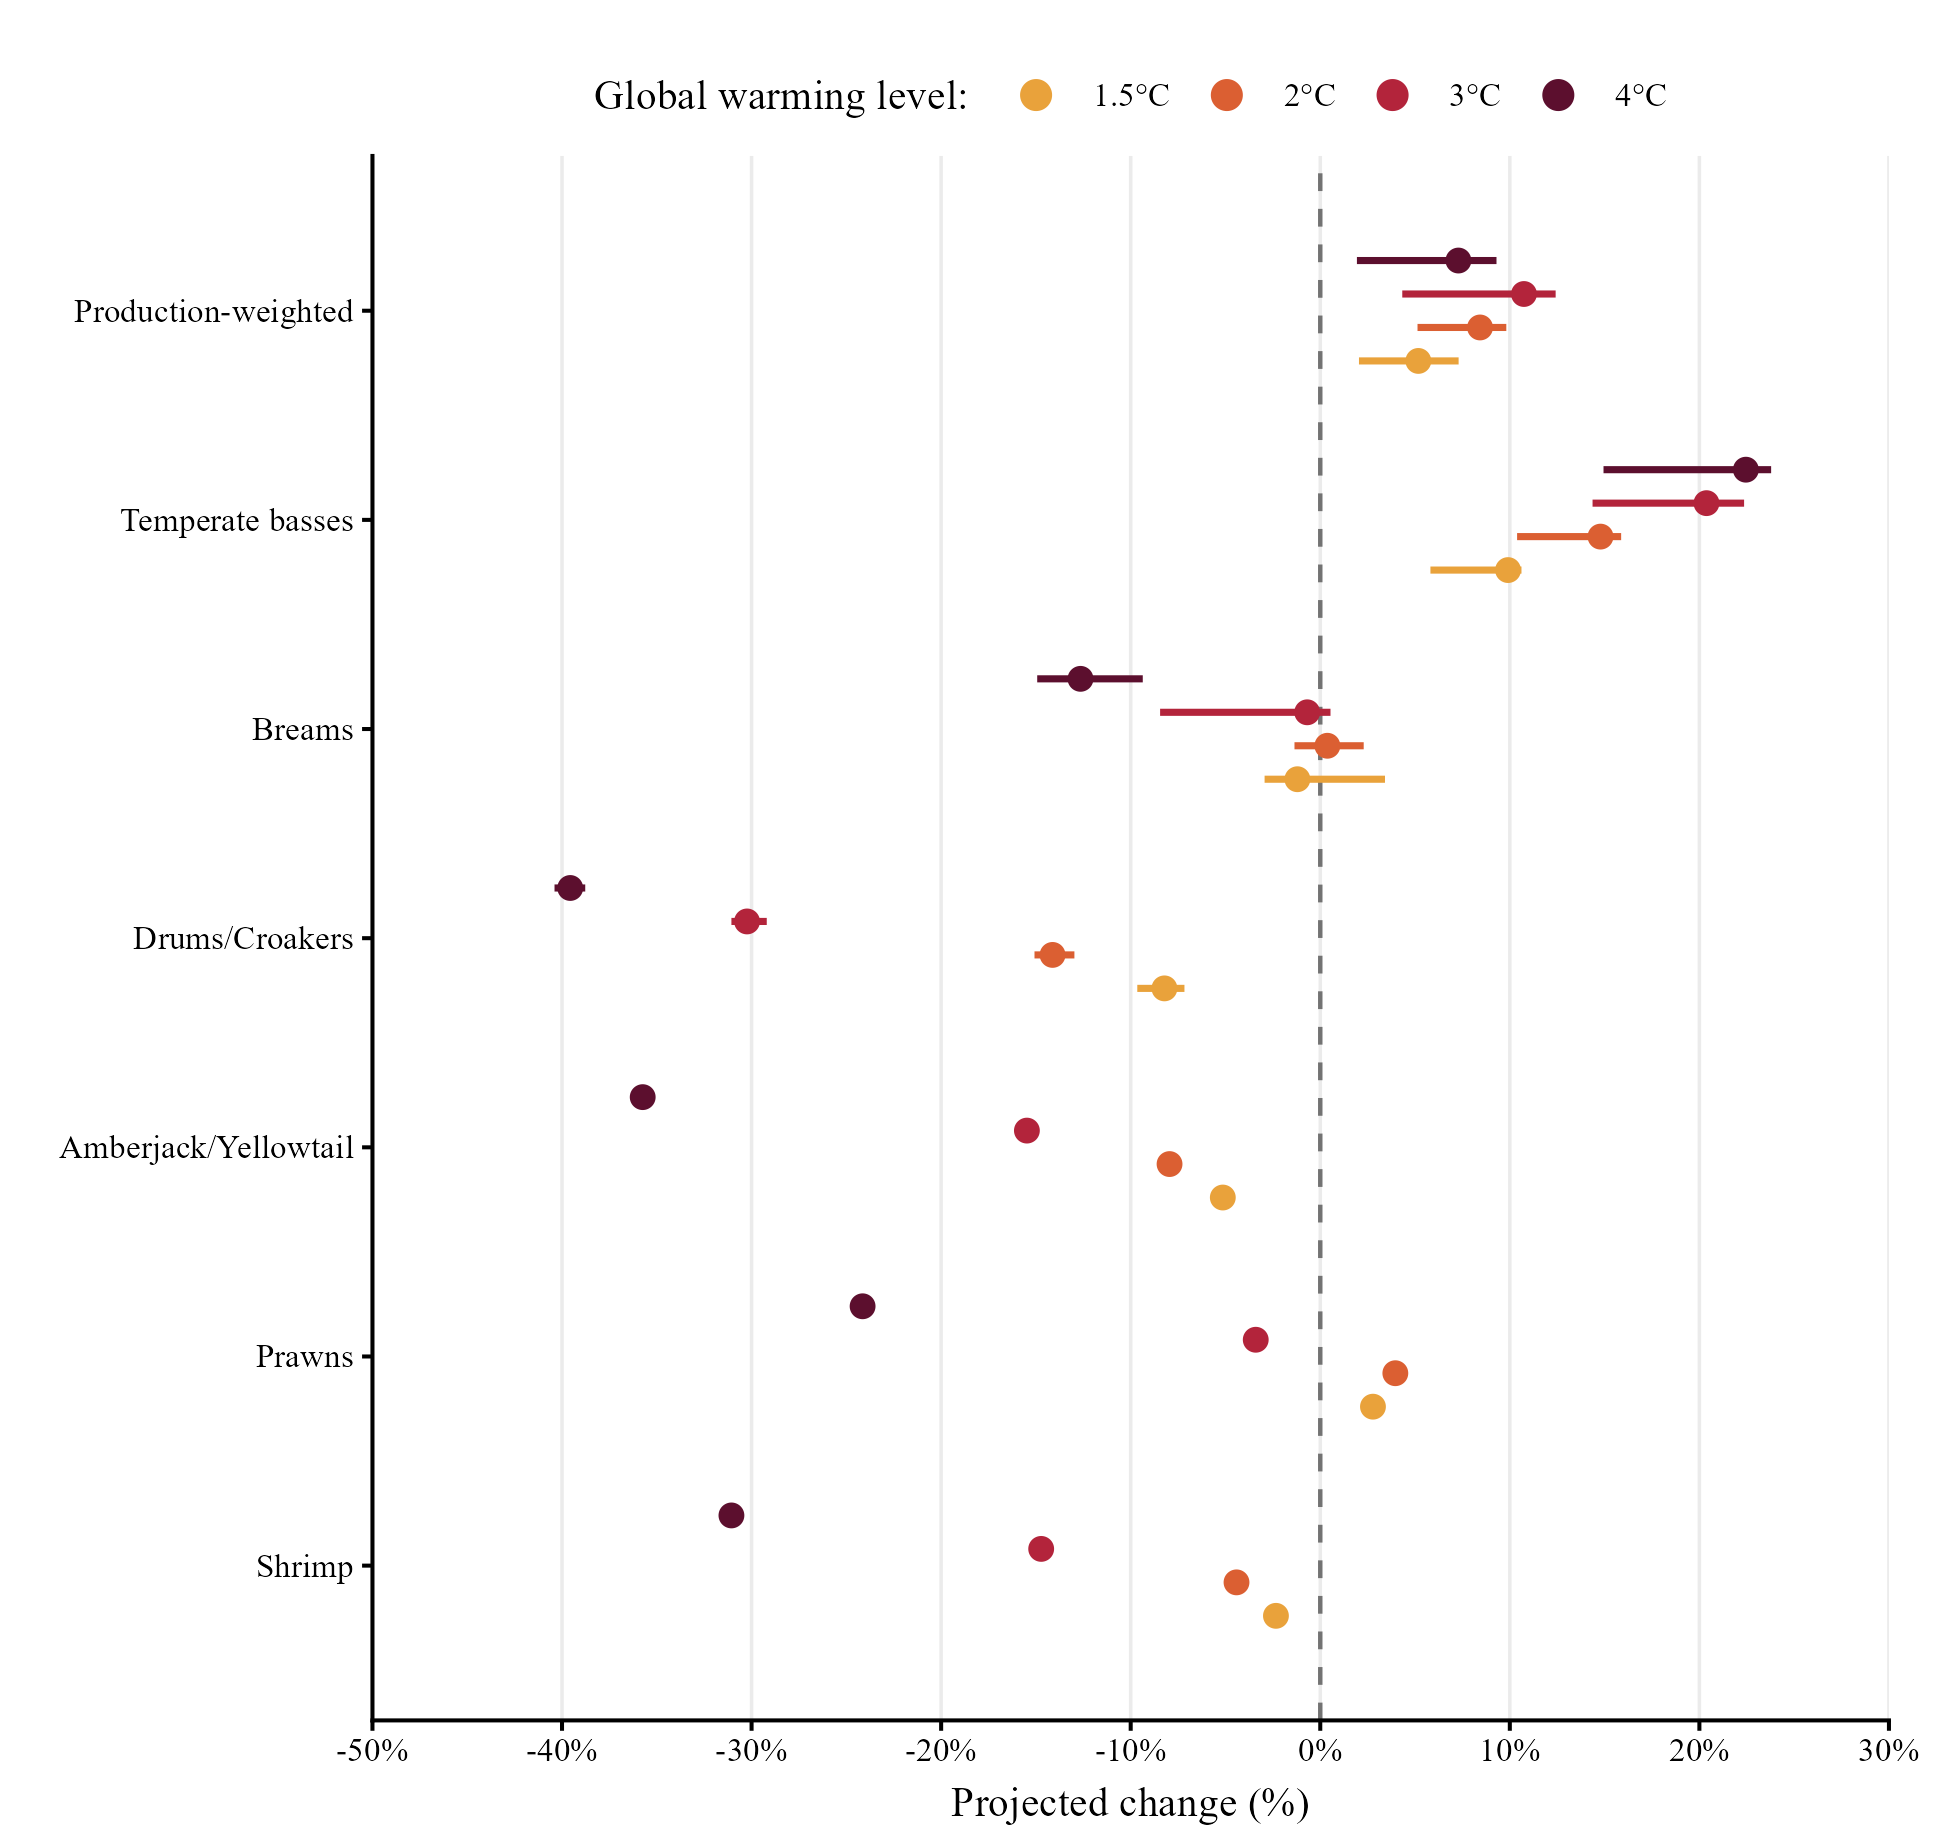 Global warming level: 1.5°C 2°C 3°C 4°C
Production-weighted
Temperate basses
Breams
Drums/Croakers
Amberjack/Yellowtail
Prawns
Shrimp
-50% -40% -30% -20% -10% 0% 10% 20% 30%
Projected change (%)